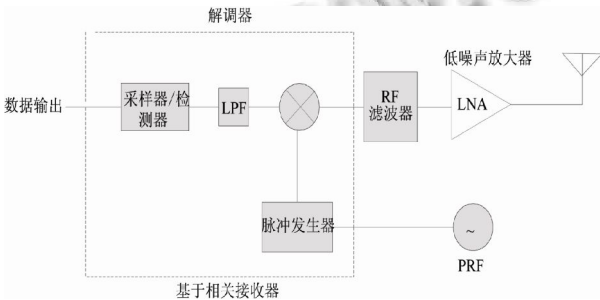 解调器
低噪声放大器
数据输出
采样器/检
测器
LPF
RF
滤波器
LNA
脉冲发生器
~
PRF
基于相关接收器